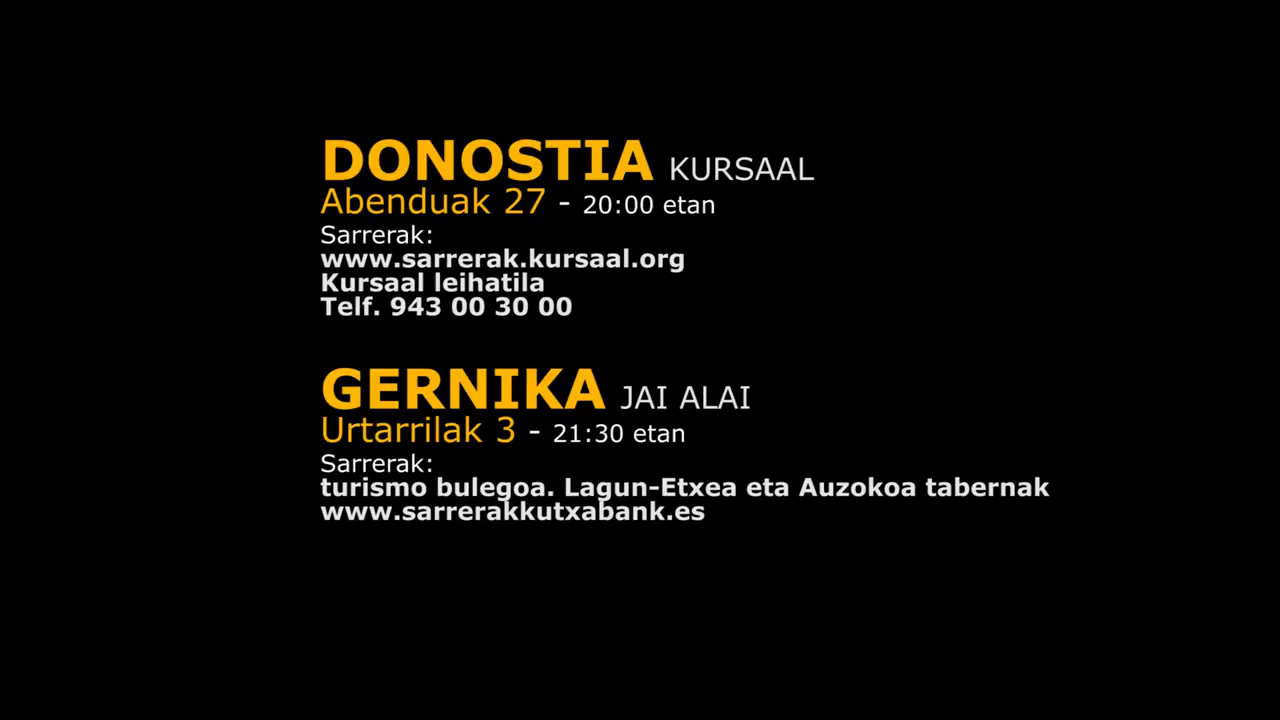 DONOSTIA KURSAAL
Abenduak 27 - 20:00 etan
Sarrerak:
www.sarrerak.kursaal.org
Kursaal leihatila
Telf. 943 00 30 00
GERNIKA JAI ALAI
Urtarrilak 3 - 21:30 etan
Sarrerak:
turismo bulegoa. Lagun-Etxea eta Auzokoa tabernak
www.sarrerakkutxabank.es